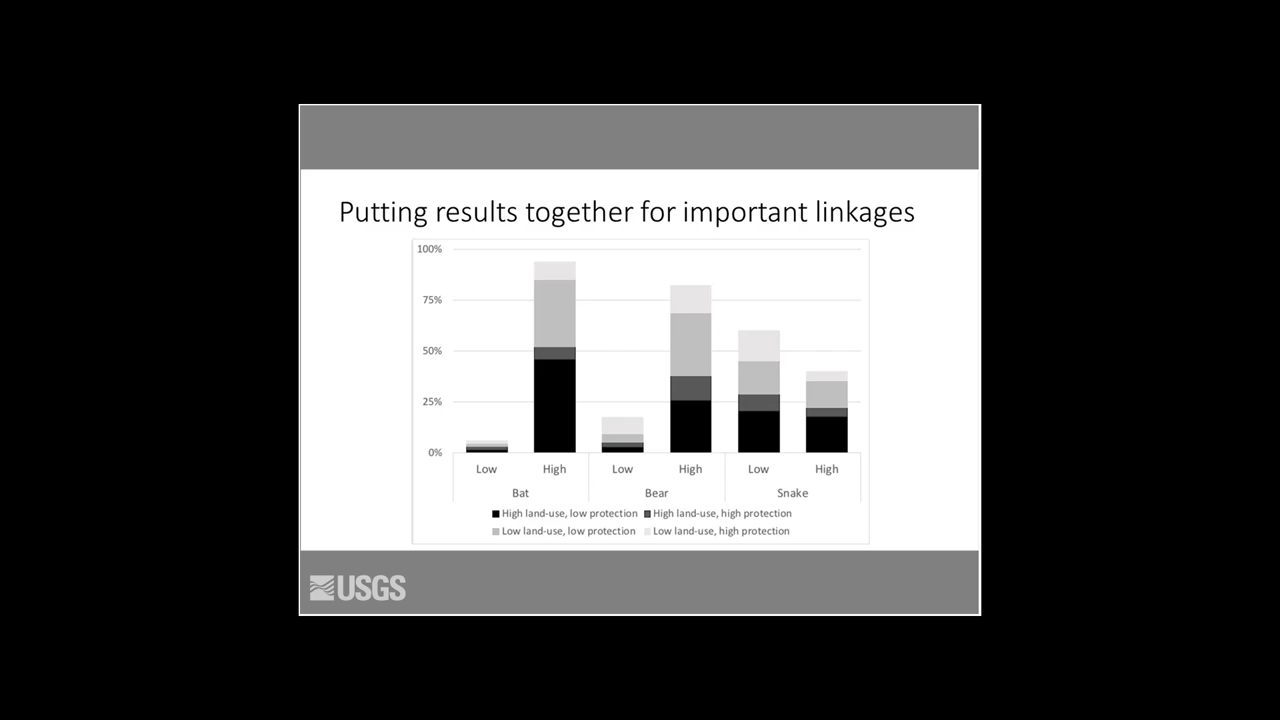 Putting results together for important linkages
100%
75%
50%
25%
0%
Low High Low High Low High
Bat Bear Snake
High land-use, low protection High land-use, high protection
Low land-use, low protection Low land-use, high protection
USGS